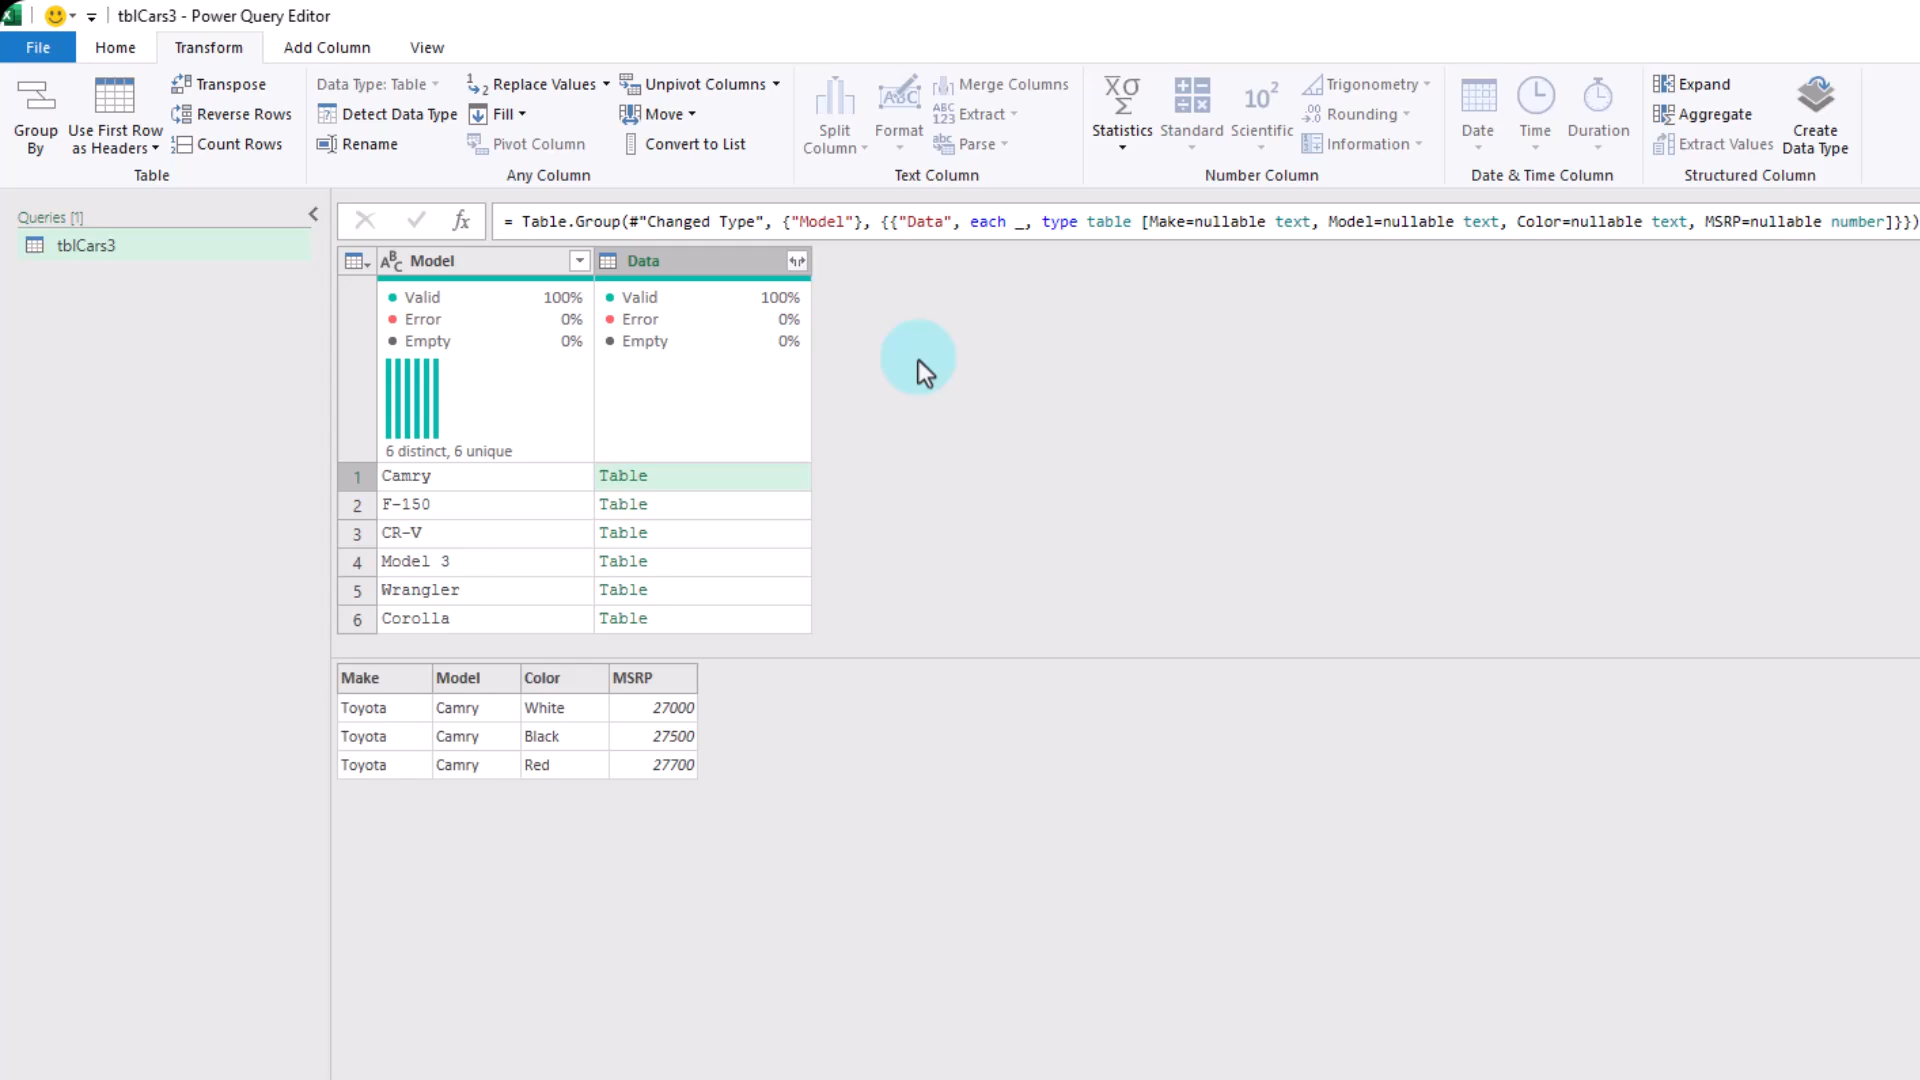 tblCars3 - Power Query Editor
File Home Transform Add Column View
Group By
Use First Row as Headers
Transpose
Reverse Rows
Count Rows
Table
Data Type: Table
Detect Data Type
Rename
Replace Values
Fill
Pivot Column
Unpivot Columns
Move
Convert to List
Any Column
Split Column
Format
Merge Columns
Extract
Parse
Text Column
Statistics
Standard
Scientific
Trigonometry
Rounding
Information
Number Column
Date
Time
Duration
Date & Time Column
Expand
Aggregate
Extract Values
Create Data Type
Structured Column
Queries [1]
tblCars3
fx = Table.Group(#"Changed Type", {"Model"}, {{"Data", each _, type table [Make=nullable text, Model=nullable text, Color=nullable text, MSRP=nullable number]}})
ABC Model Data
Valid 100% Valid 100%
Error 0% Error 0%
Empty 0% Empty 0%
6 distinct, 6 unique
1 Camry Table
2 F-150 Table
3 CR-V Table
4 Model 3 Table
5 Wrangler Table
6 Corolla Table
Make Model Color MSRP
Toyota Camry White 27000
Toyota Camry Black 27500
Toyota Camry Red 27700